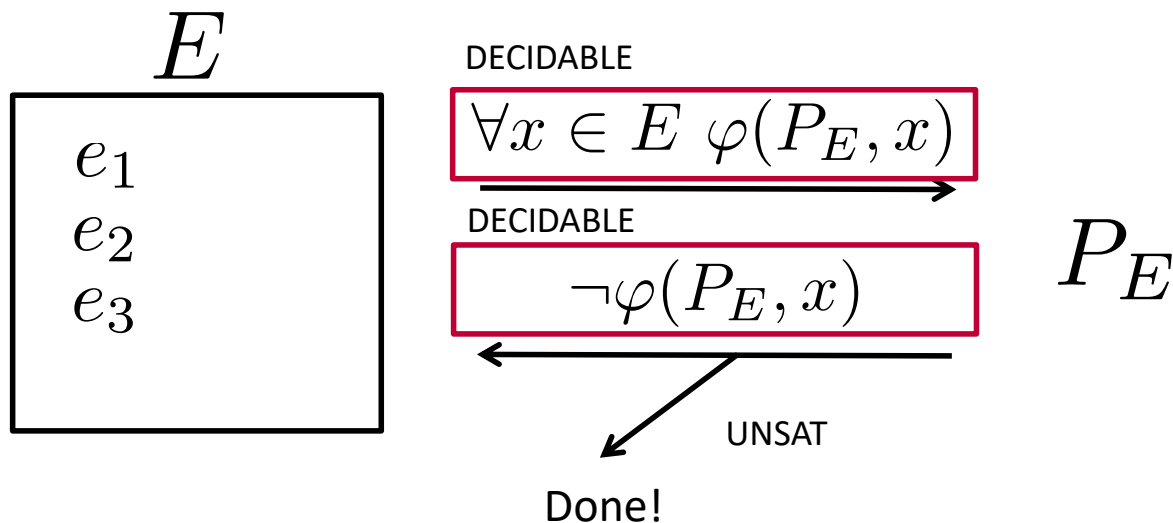 E
e₁
e₂
e₃
DECIDABLE
∀x ∈ E φ(P_E, x)
DECIDABLE
¬φ(P_E, x)
P_E
UNSAT
Done!